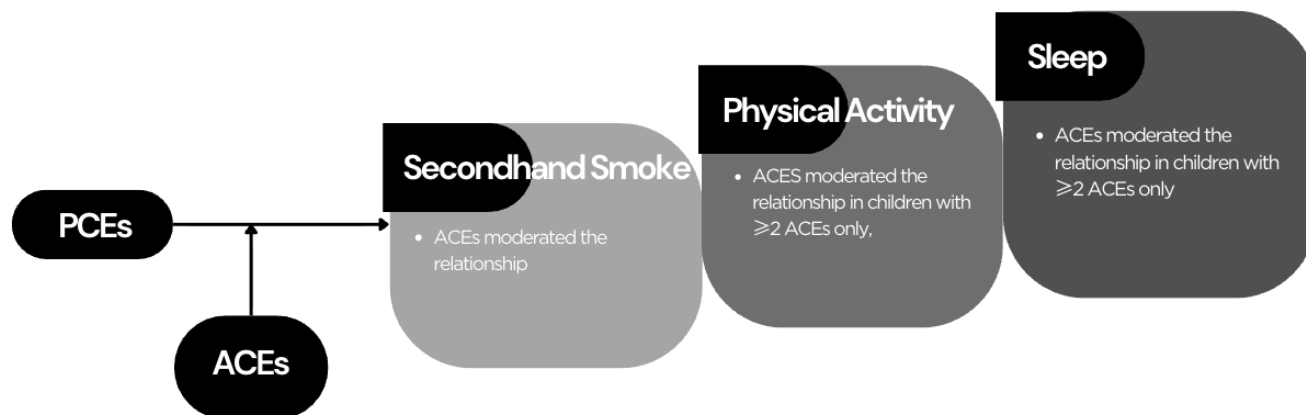 PCEs
ACEs
Secondhand Smoke
• ACEs moderated the
relationship
Physical Activity
• ACES moderated the
relationship in children with
⩾2 ACEs only,
Sleep
• ACEs moderated the
relationship in children with
⩾2 ACEs only